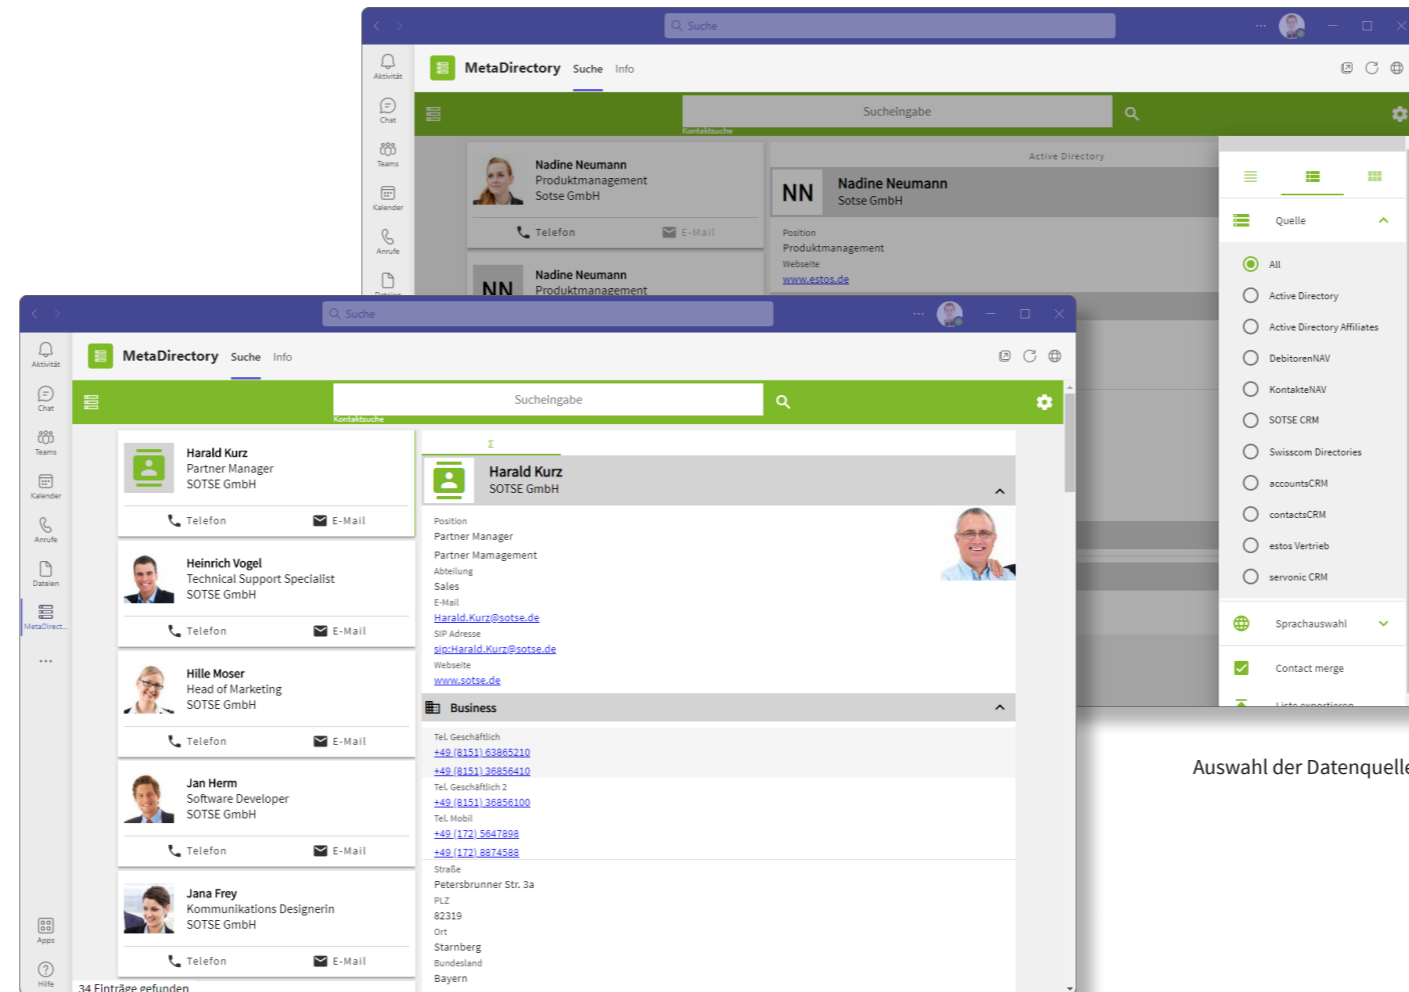 Suche
MetaDirectory Suche Info
Aktivität
Chat
Teams
Kalender
Anrufe
Dateien
Sucheingabe
Kontaktsuche
Nadine Neumann
Produktmanagement
Sotse GmbH
Telefon E-Mail
NN
Nadine Neumann
Produktmanagement
Active Directory
NN
Nadine Neumann
Sotse GmbH
Position
Produktmanagement
Webseite
www.estos.de
Quelle
All
Active Directory
Active Directory Affiliates
DebitorenNAV
KontakteNAV
SOTSE CRM
Swisscom Directories
accountsCRM
contactsCRM
estos Vertrieb
servonic CRM
Sprachauswahl
Contact merge
Liste exportieren
Auswahl der Datenquelle
Suche
MetaDirectory Suche Info
Aktivität
Chat
Teams
Kalender
Anrufe
Dateien
MetaDirect...
Apps
Hilfe
Sucheingabe
Kontaktsuche
Harald Kurz
Partner Manager
SOTSE GmbH
Telefon E-Mail
Heinrich Vogel
Technical Support Specialist
SOTSE GmbH
Telefon E-Mail
Hille Moser
Head of Marketing
SOTSE GmbH
Telefon E-Mail
Jan Herm
Software Developer
SOTSE GmbH
Telefon E-Mail
Jana Frey
Kommunikations Designerin
SOTSE GmbH
Telefon E-Mail
34 Einträge gefunden
Σ
Harald Kurz
SOTSE GmbH
Position
Partner Manager
Partner Mamagement
Abteilung
Sales
E-Mail
Harald.Kurz@sotse.de
SIP Adresse
sip:Harald.Kurz@sotse.de
Webseite
www.sotse.de
Business
Tel. Geschäftlich
+49 (8151) 63865210
+49 (8151) 36856410
Tel. Geschäftlich 2
+49 (8151) 36856100
Tel. Mobil
+49 (172) 5647898
+49 (172) 8874588
Straße
Petersbrunner Str. 3a
PLZ
82319
Ort
Starnberg
Bundesland
Bayern